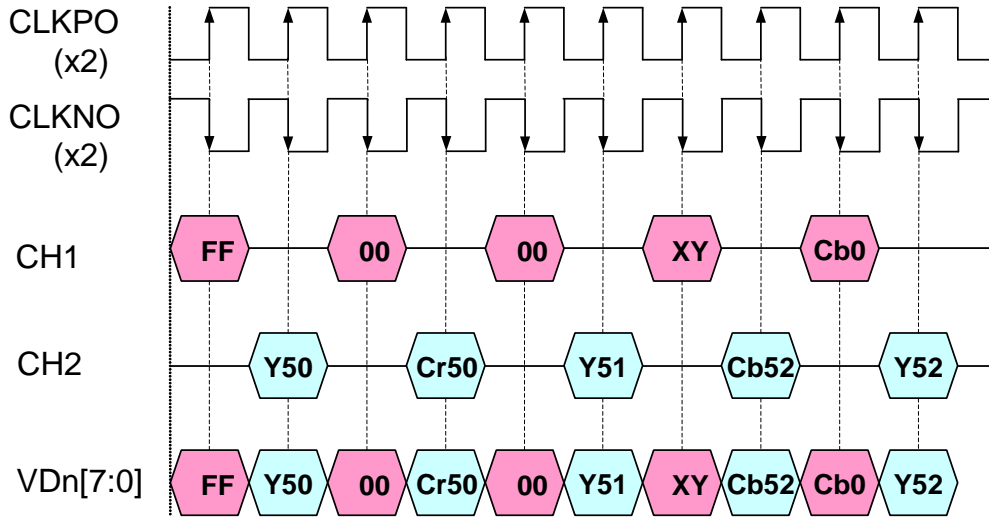 CLKPO
(x2)
CLKNO
(x2)
CH1 FF 00 00 XY Cb0
CH2 Y50 Cr50 Y51 Cb52 Y52
VDn[7:0] FF Y50 00 Cr50 00 Y51 XY Cb52 Cb0 Y52